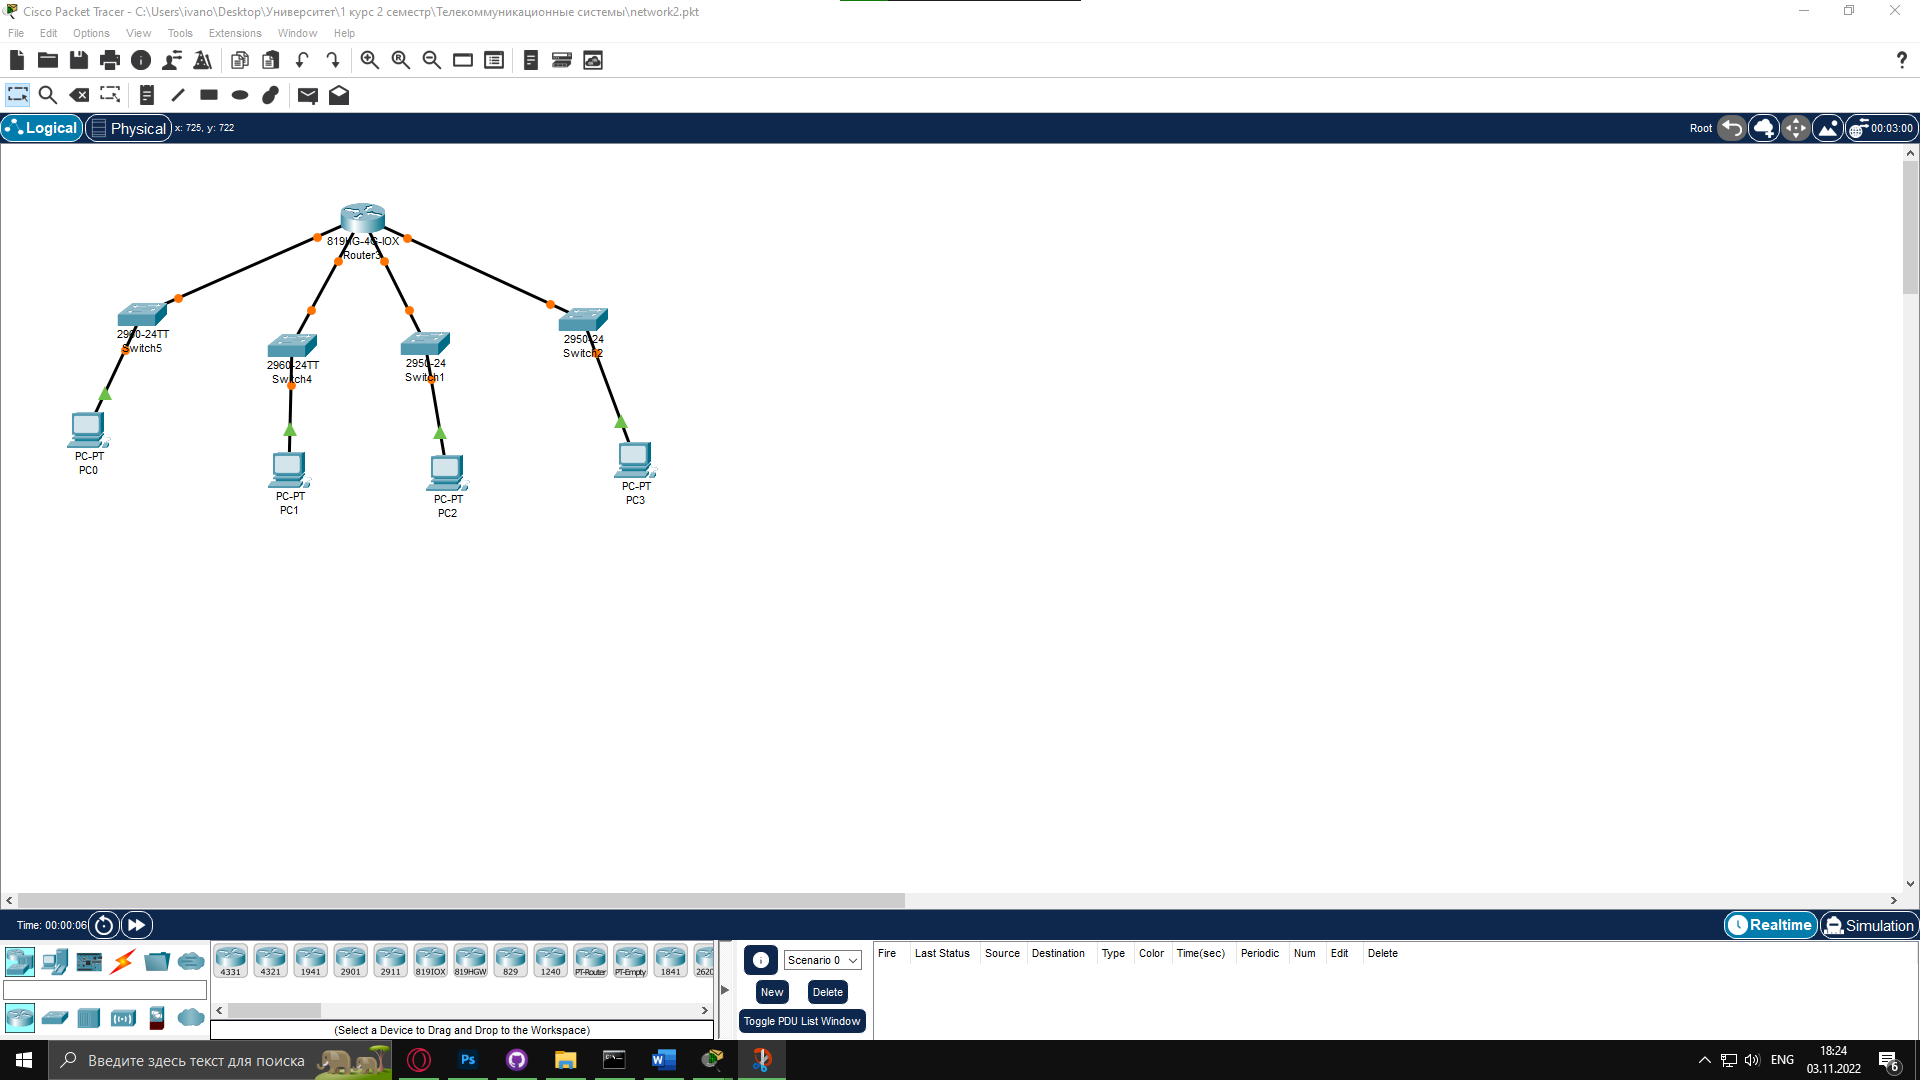 Cisco Packet Tracer - C:\Users\ivano\Desktop\Университет\1 курс 2 семестр\Телекоммуникационные системы\network2.pkt
File Edit Options View Tools Extensions Window Help
Logical Physical x: 725, y: 722 Root 00:03:00
819HG-4G-IOX
Router3
2960-24TT
Switch5
2960-24TT
Switch4
2950-24
Switch1
2950-24
Switch2
PC-PT
PC0
PC-PT
PC1
PC-PT
PC2
PC-PT
PC3
Time: 00:00:06 Realtime Simulation
4331 4321 1941 2901 2911 819IOX 819HGW 829 1240 PT-Router PT-Empty 1841 2620
(Select a Device to Drag and Drop to the Workspace)
Scenario 0
New Delete
Toggle PDU List Window
Fire Last Status Source Destination Type Color Time(sec) Periodic Num Edit Delete
Введите здесь текст для поиска
Ps
ENG
18:24
03.11.2022
6